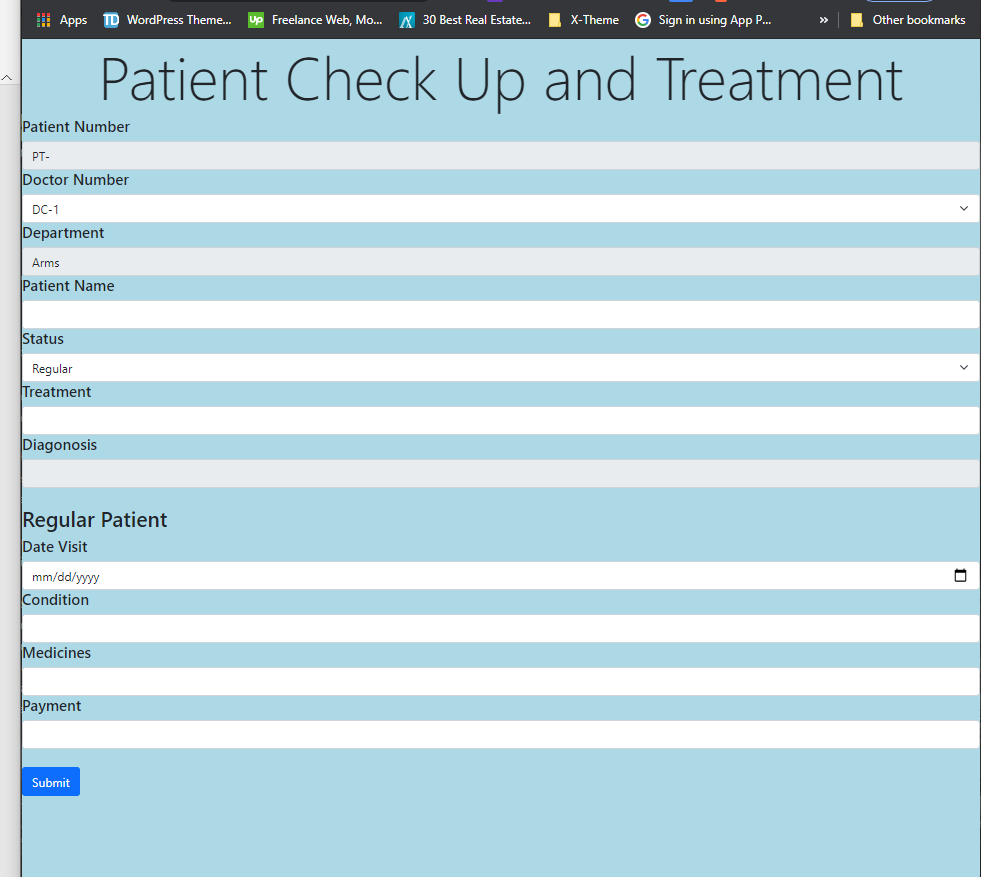 Apps WordPress Theme... Freelance Web, Mo... 30 Best Real Estate... X-Theme Sign in using App P... » Other bookmarks
Patient Check Up and Treatment
Patient Number
PT-
Doctor Number
DC-1
Department
Arms
Patient Name
Status
Regular
Treatment
Diagonosis
Regular Patient
Date Visit
mm/dd/yyyy
Condition
Medicines
Payment
Submit